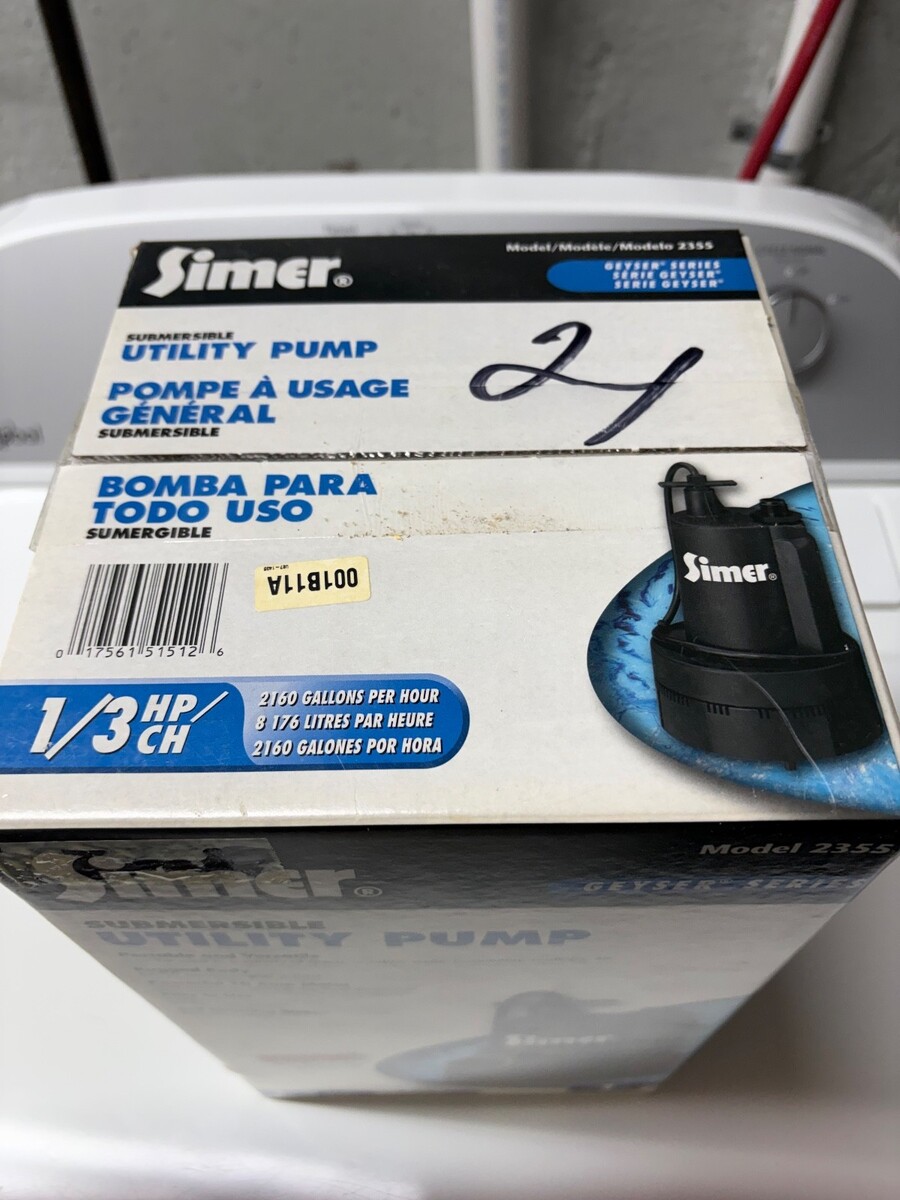 Simer®
Model/Modèle/Modelo 2355
GEYSER® SERIES
SÉRIE GEYSER®
SERIE GEYSER®
SUBMERSIBLE
UTILITY PUMP
POMPE À USAGE
GÉNÉRAL
SUBMERSIBLE
24
BOMBA PARA
TODO USO
SUMERGIBLE
Simer®
001B11A
0 17561 51512 6
1/3 HP/
CH
2160 GALLONS PER HOUR
8 176 LITRES PAR HEURE
2160 GALONES POR HORA
Simer®
Model 2355
GEYSER® SERIES
SUBMERSIBLE
UTILITY PUMP
Simer